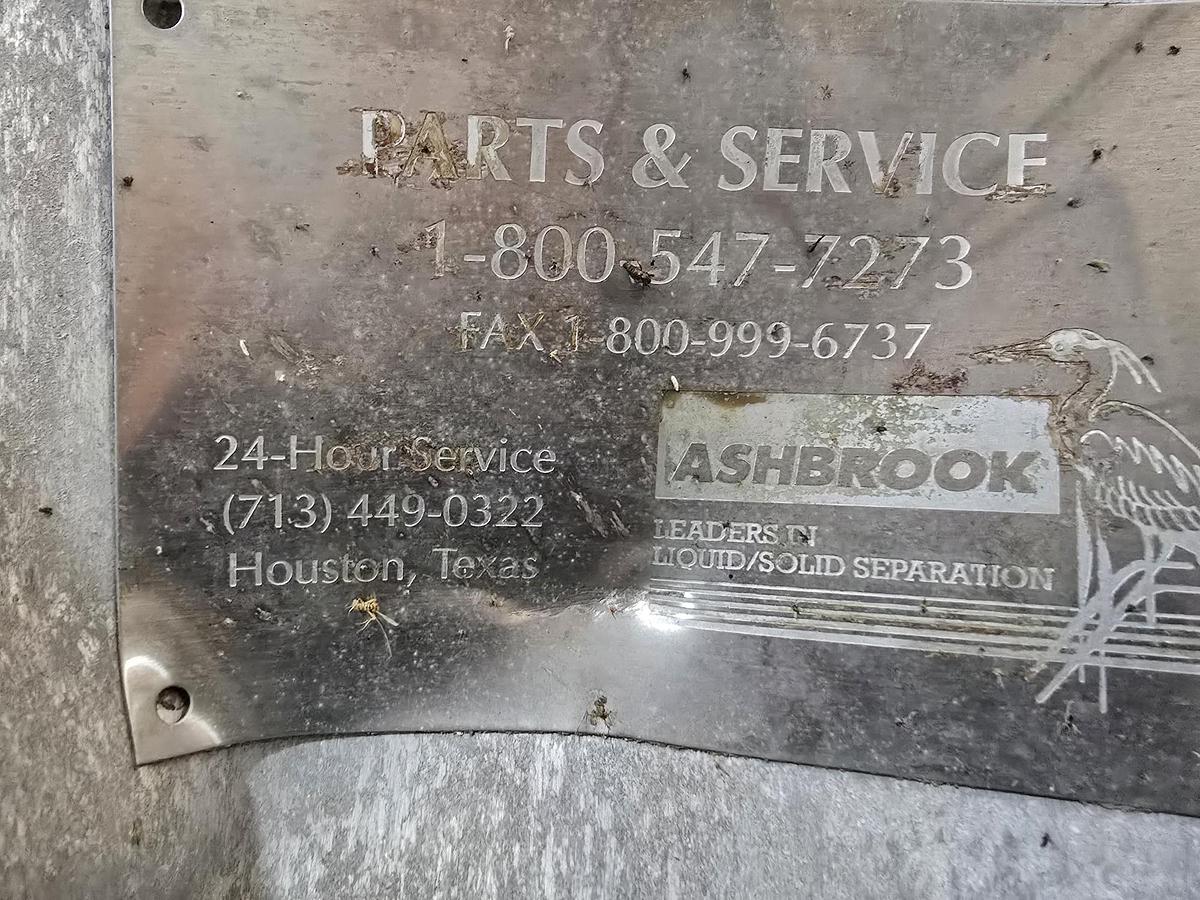 PARTS & SERVICE
1-800-547-7273
FAX 1-800-999-6737
24-Hour Service
(713) 449-0322
Houston, Texas
ASHBROOK
LEADERS IN
LIQUID/SOLID SEPARATION